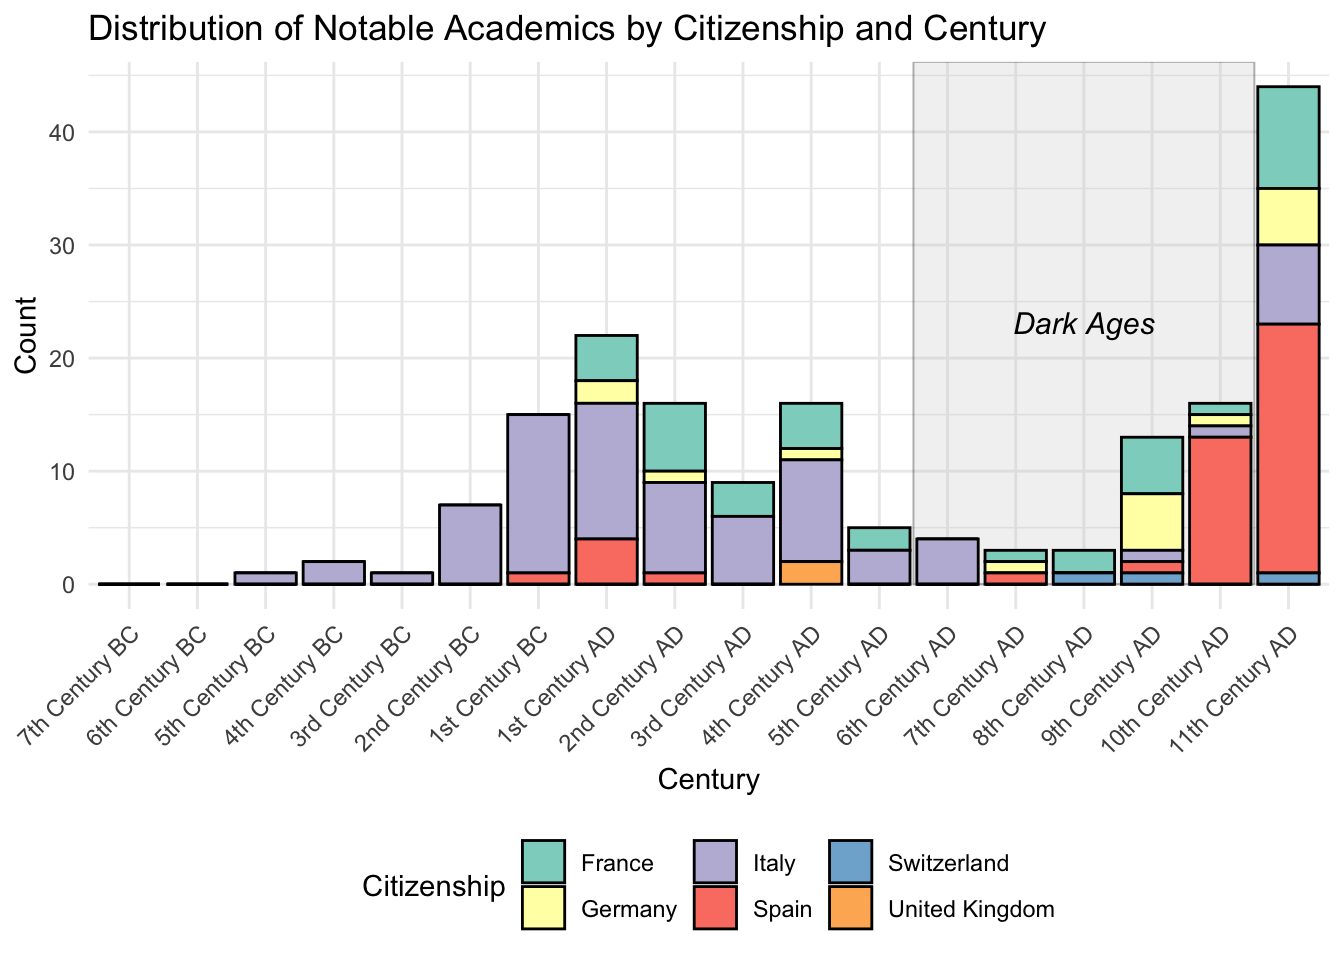 Distribution of Notable Academics by Citizenship and Century
Count
40
30
20
10
0
Dark Ages
7th Century BC
6th Century BC
5th Century BC
4th Century BC
3rd Century BC
2nd Century BC
1st Century BC
1st Century AD
2nd Century AD
3rd Century AD
4th Century AD
5th Century AD
6th Century AD
7th Century AD
8th Century AD
9th Century AD
10th Century AD
11th Century AD
Century
Citizenship
France
Germany
Italy
Spain
Switzerland
United Kingdom